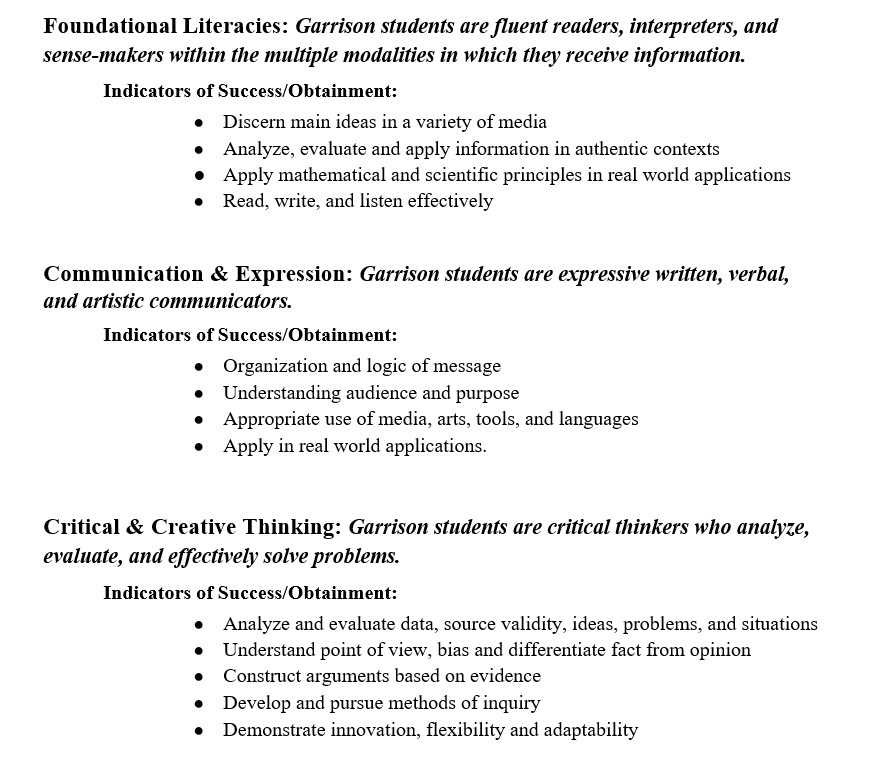 Foundational Literacies: Garrison students are fluent readers, interpreters, and
sense-makers within the multiple modalities in which they receive information.
Indicators of Success/Obtainment:
● Discern main ideas in a variety of media
● Analyze, evaluate and apply information in authentic contexts
● Apply mathematical and scientific principles in real world applications
● Read, write, and listen effectively
Communication & Expression: Garrison students are expressive written, verbal,
and artistic communicators.
Indicators of Success/Obtainment:
● Organization and logic of message
● Understanding audience and purpose
● Appropriate use of media, arts, tools, and languages
● Apply in real world applications.
Critical & Creative Thinking: Garrison students are critical thinkers who analyze,
evaluate, and effectively solve problems.
Indicators of Success/Obtainment:
● Analyze and evaluate data, source validity, ideas, problems, and situations
● Understand point of view, bias and differentiate fact from opinion
● Construct arguments based on evidence
● Develop and pursue methods of inquiry
● Demonstrate innovation, flexibility and adaptability